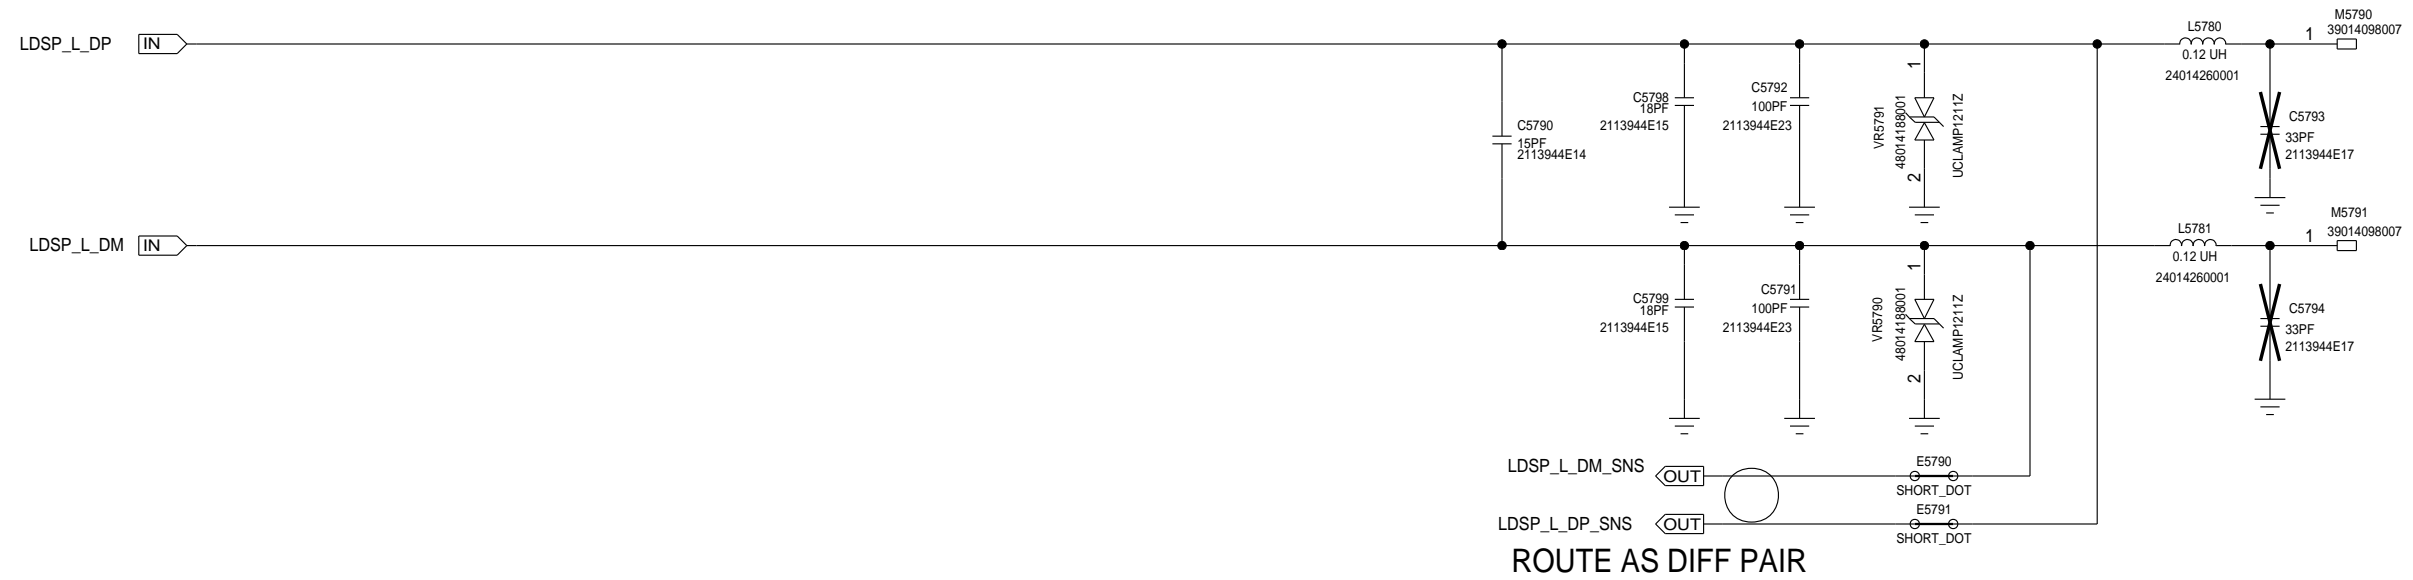 LDSP_L_DP
IN
L5780
0.12 UH
24014260001
1
M5790
39014098007
C5790
15PF
2113944E14
C5798
18PF
2113944E15
C5792
100PF
2113944E23
1
2
VR5791
48014188001
UCLAMP1211Z
C5793
33PF
2113944E17
LDSP_L_DM
IN
L5781
0.12 UH
24014260001
1
M5791
39014098007
C5799
18PF
2113944E15
C5791
100PF
2113944E23
1
2
VR5790
48014188001
UCLAMP1211Z
C5794
33PF
2113944E17
LDSP_L_DM_SNS
OUT
E5790
SHORT_DOT
LDSP_L_DP_SNS
OUT
E5791
SHORT_DOT
ROUTE AS DIFF PAIR